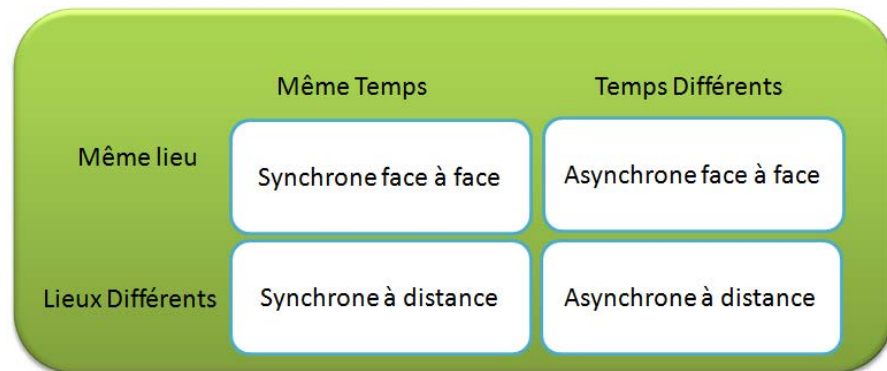 Même Temps
Temps Différents
Même lieu
Synchrone face à face
Asynchrone face à face
Lieux Différents
Synchrone à distance
Asynchrone à distance